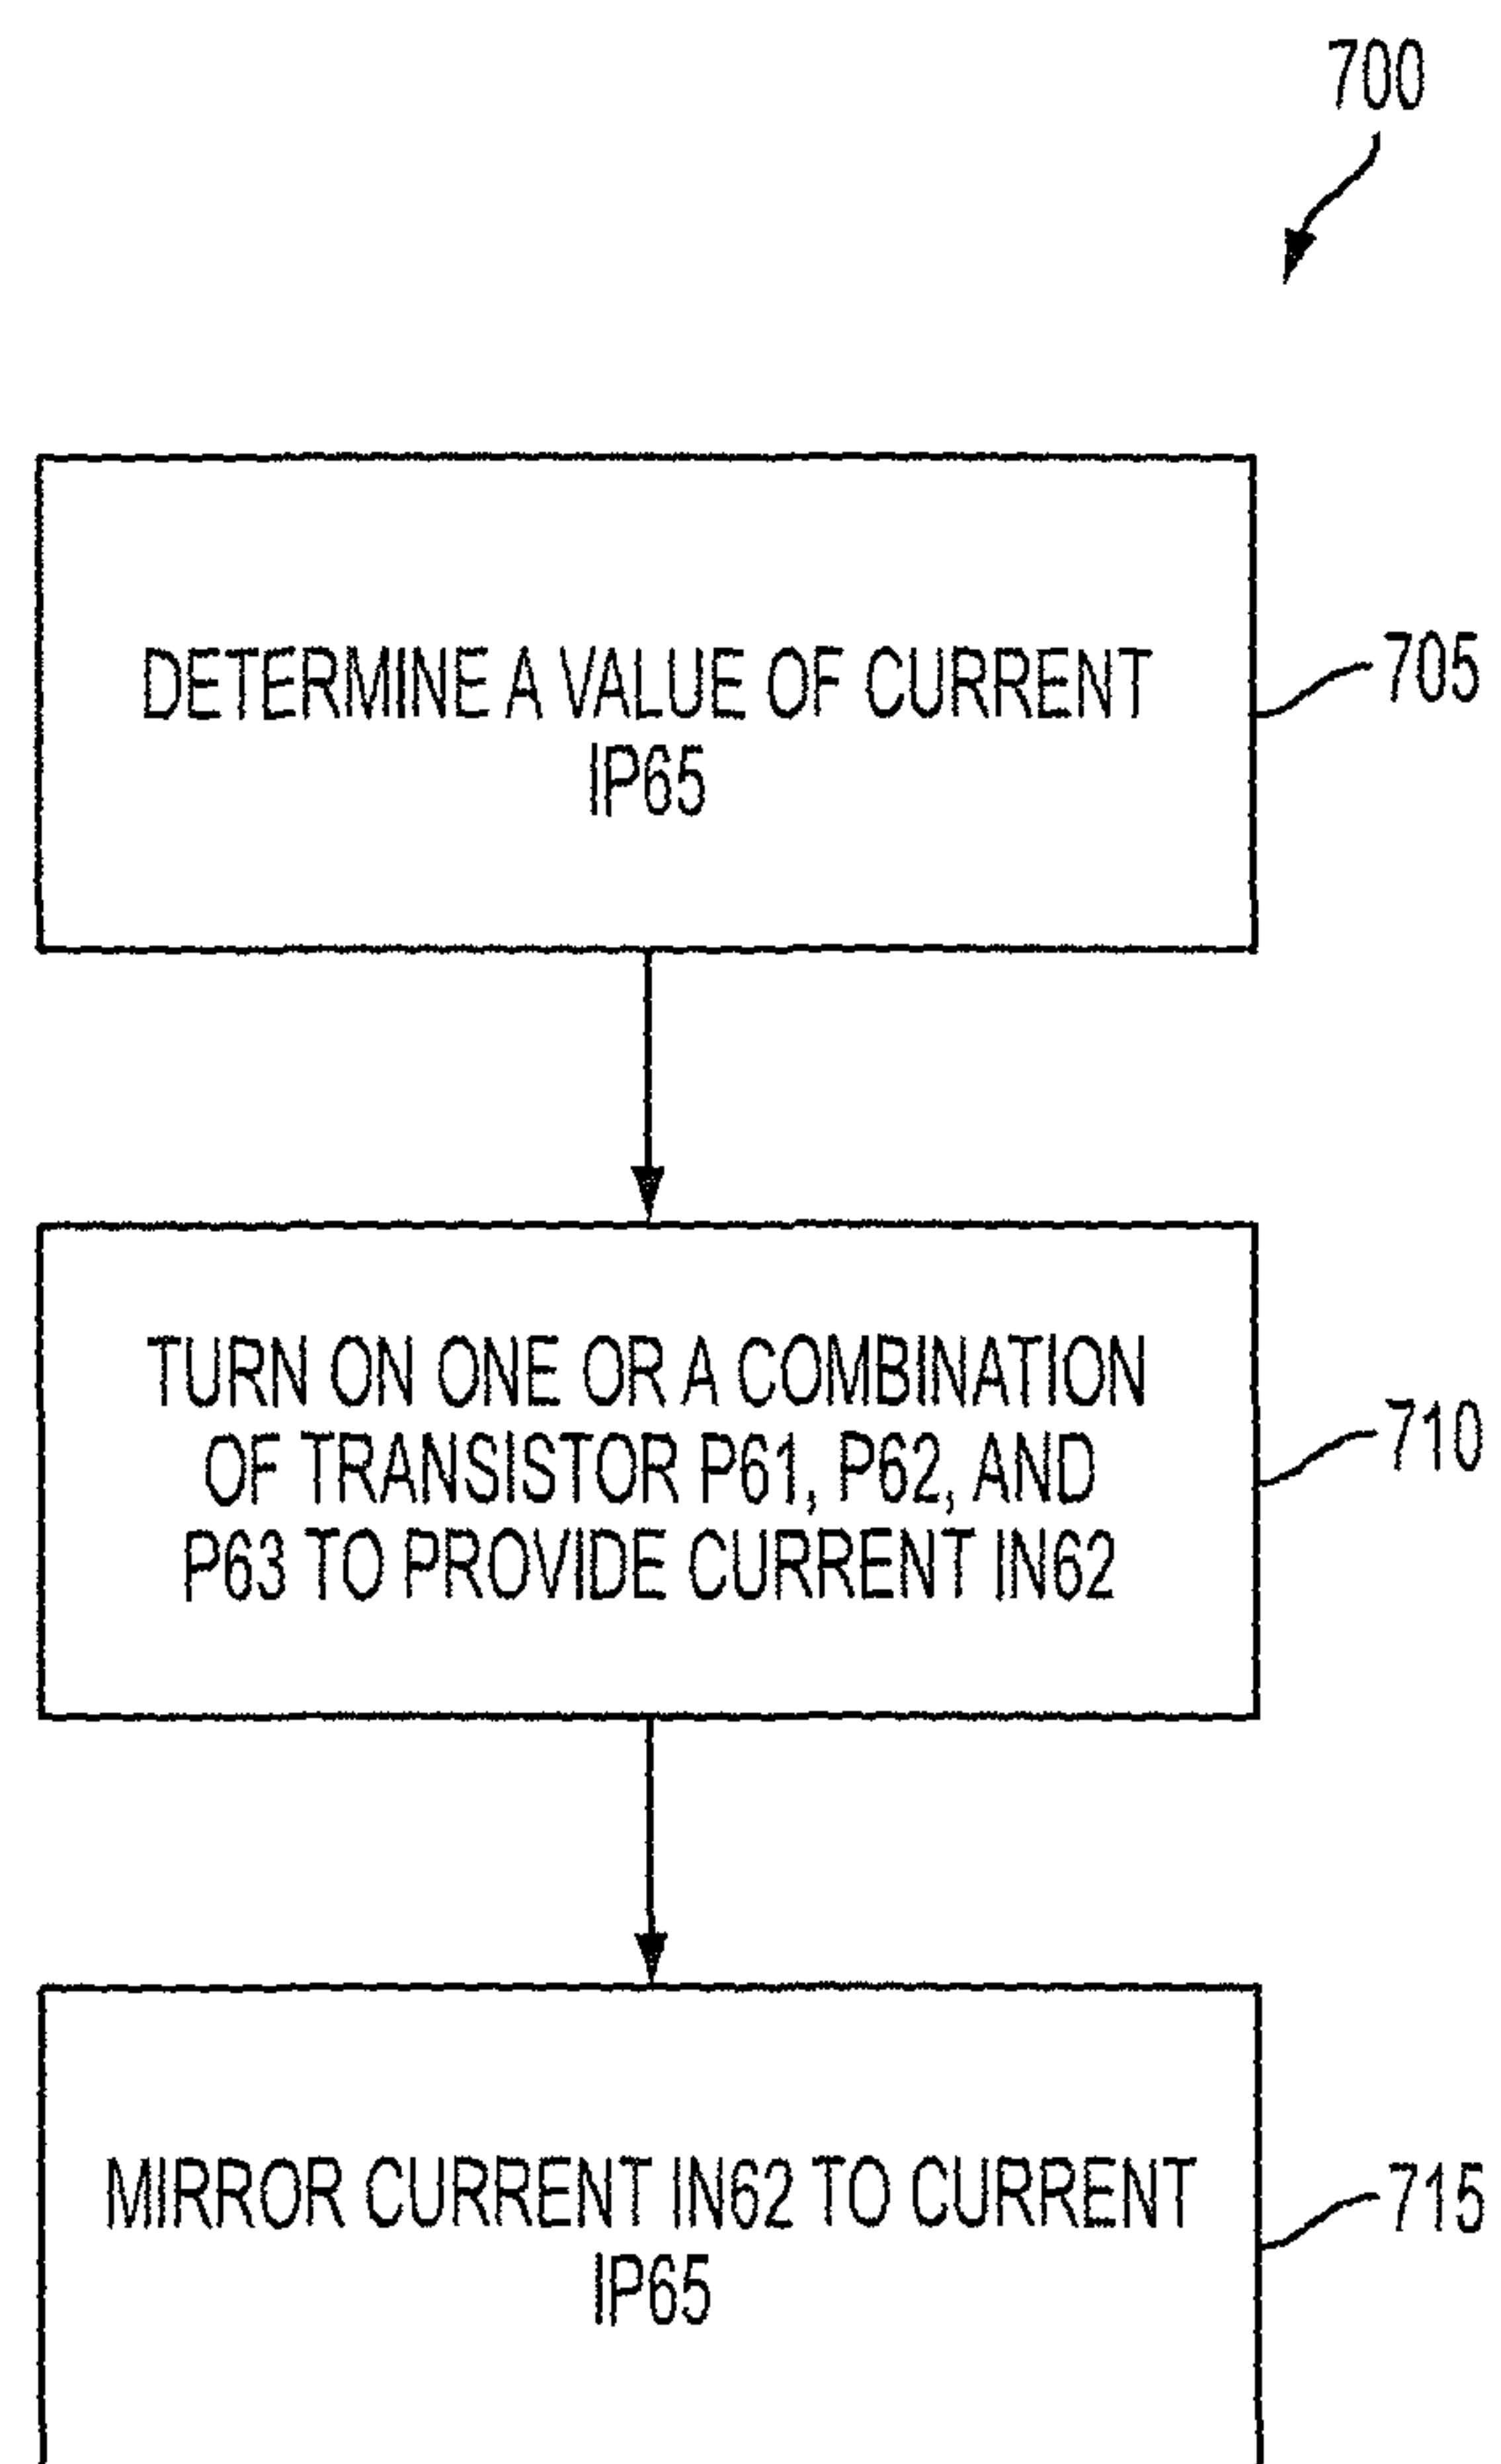 700
DETERMINE A VALUE OF CURRENT
IP65
705
TURN ON ONE OR A COMBINATION
OF TRANSISTOR P61, P62, AND
P63 TO PROVIDE CURRENT IN62
710
MIRROR CURRENT IN62 TO CURRENT
IP65
715